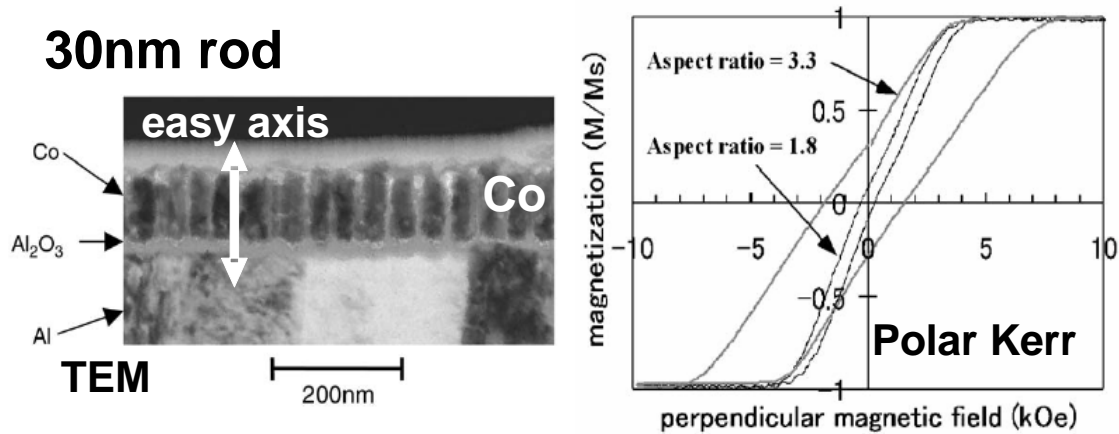 30nm rod
easy axis
Co
Co
Al₂O₃
Al
TEM
200nm
magnetization (M/Ms)
1
0.5
0
-0.5
-1
-10
-5
0
5
10
Aspect ratio = 3.3
Aspect ratio = 1.8
Polar Kerr
perpendicular magnetic field (kOe)